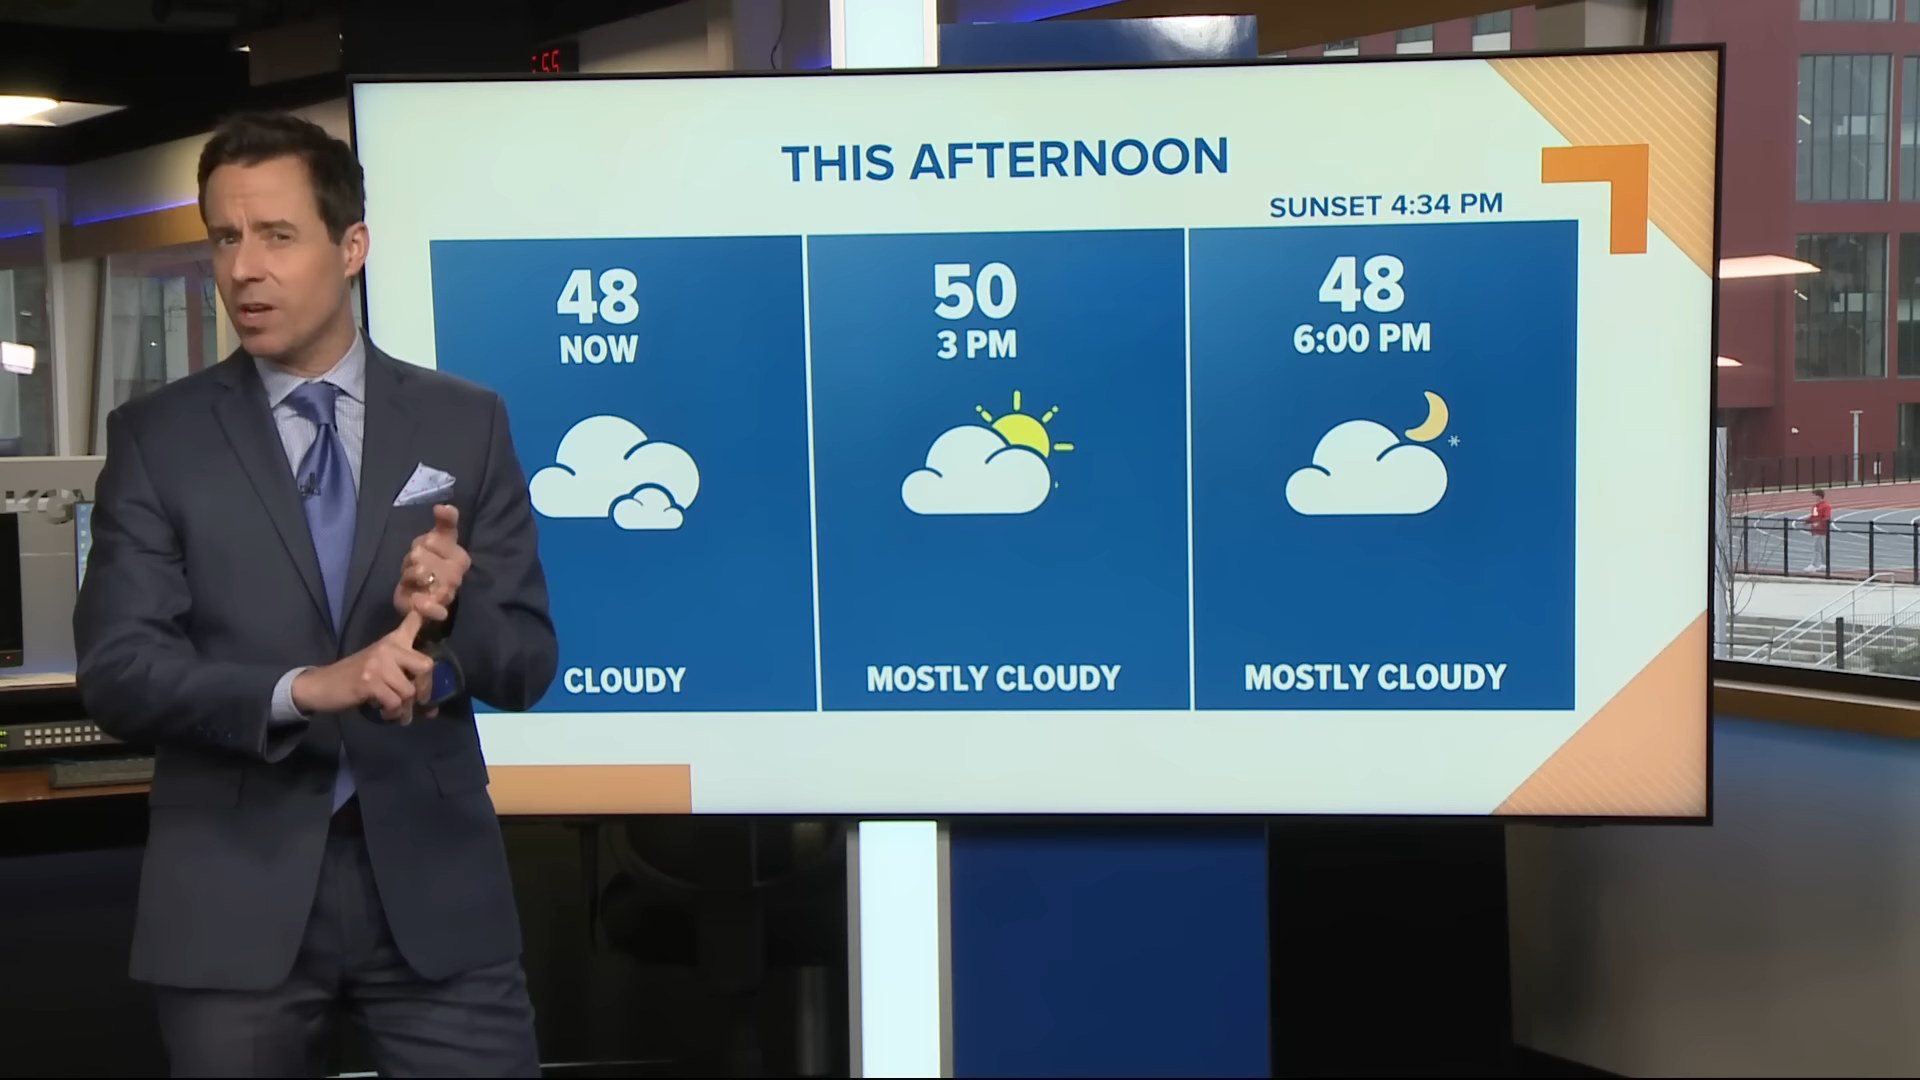 :55
THIS AFTERNOON
SUNSET 4:34 PM
48
NOW
CLOUDY
50
3 PM
MOSTLY CLOUDY
48
6:00 PM
MOSTLY CLOUDY